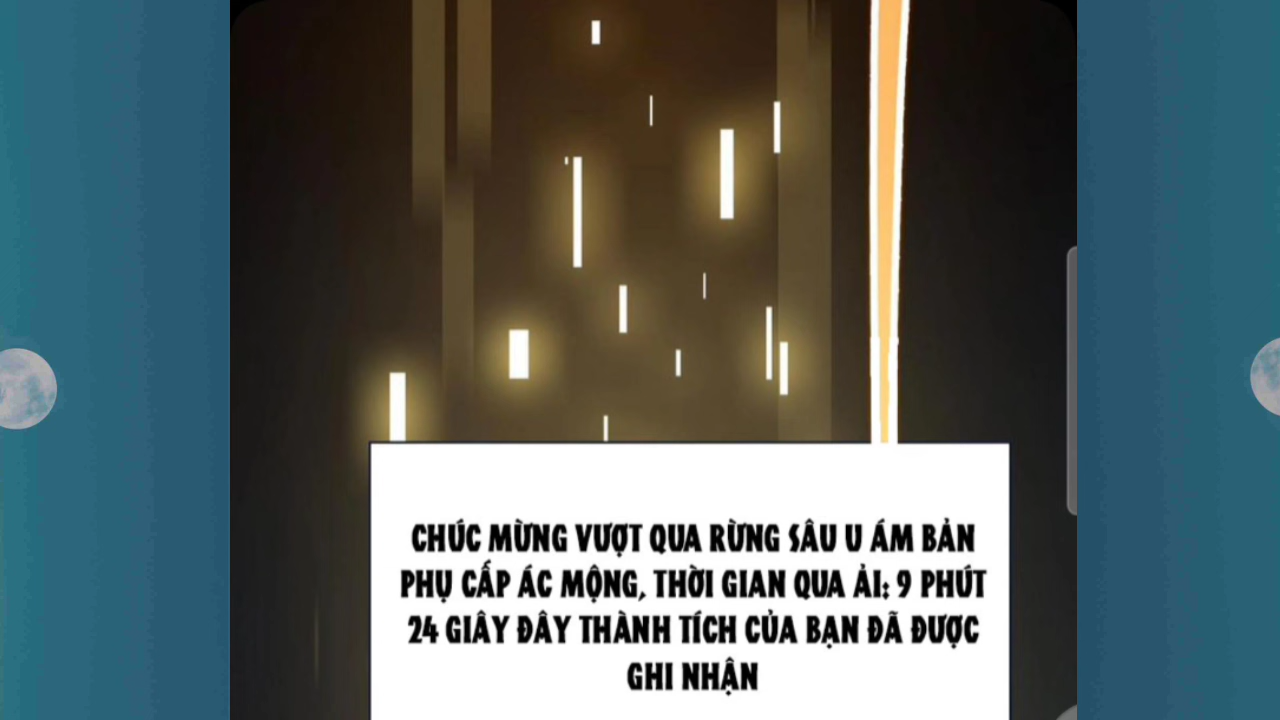 CHÚC MỪNG VƯỢT QUA RỪNG SÂU U ÁM BẢN
PHỤ CẤP ÁC MỘNG, THỜI GIAN QUA ẢI: 9 PHÚT
24 GIÂY ĐÂY THÀNH TÍCH CỦA BẠN ĐÃ ĐƯỢC
GHI NHẬN